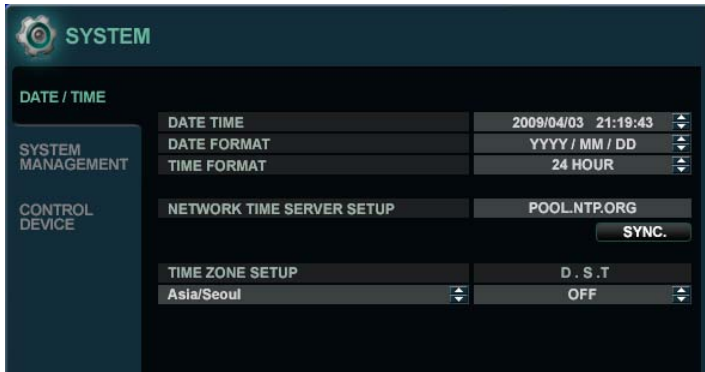 SYSTEM
DATE / TIME
DATE TIME 2009/04/03 21:19:43
DATE FORMAT YYYY / MM / DD
SYSTEM
MANAGEMENT
TIME FORMAT 24 HOUR
CONTROL
DEVICE
NETWORK TIME SERVER SETUP POOL.NTP.ORG
SYNC.
TIME ZONE SETUP D . S .T
Asia/Seoul OFF